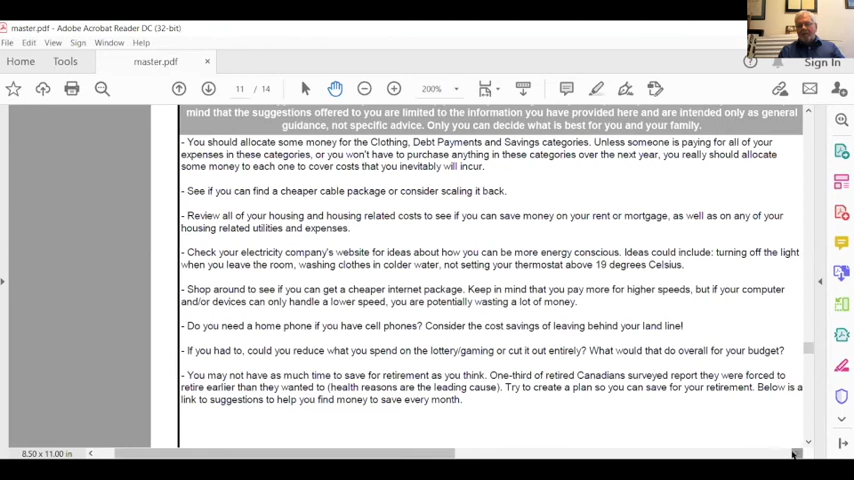 master.pdf - Adobe Acrobat Reader DC (32-bit)
File Edit View Sign Window Help
Home Tools master.pdf × Sign In
11 / 14 200%
mind that the suggestions offered to you are limited to the information you have provided here and are intended only as general
guidance, not specific advice. Only you can decide what is best for you and your family.
- You should allocate some money for the Clothing, Debt Payments and Savings categories. Unless someone is paying for all of your
expenses in these categories, or you won't have to purchase anything in these categories over the next year, you really should allocate
some money to each one to cover costs that you inevitably will incur.
- See if you can find a cheaper cable package or consider scaling it back.
- Review all of your housing and housing related costs to see if you can save money on your rent or mortgage, as well as on any of your
housing related utilities and expenses.
- Check your electricity company's website for ideas about how you can be more energy conscious. Ideas could include: turning off the light
when you leave the room, washing clothes in colder water, not setting your thermostat above 19 degrees Celsius.
- Shop around to see if you can get a cheaper internet package. Keep in mind that you pay more for higher speeds, but if your computer
and/or devices can only handle a lower speed, you are potentially wasting a lot of money.
- Do you need a home phone if you have cell phones? Consider the cost savings of leaving behind your land line!
- If you had to, could you reduce what you spend on the lottery/gaming or cut it out entirely? What would that do overall for your budget?
- You may not have as much time to save for retirement as you think. One-third of retired Canadians surveyed report they were forced to
retire earlier than they wanted to (health reasons are the leading cause). Try to create a plan so you can save for your retirement. Below is a
link to suggestions to help you find money to save every month.
8.50 x 11.00 in